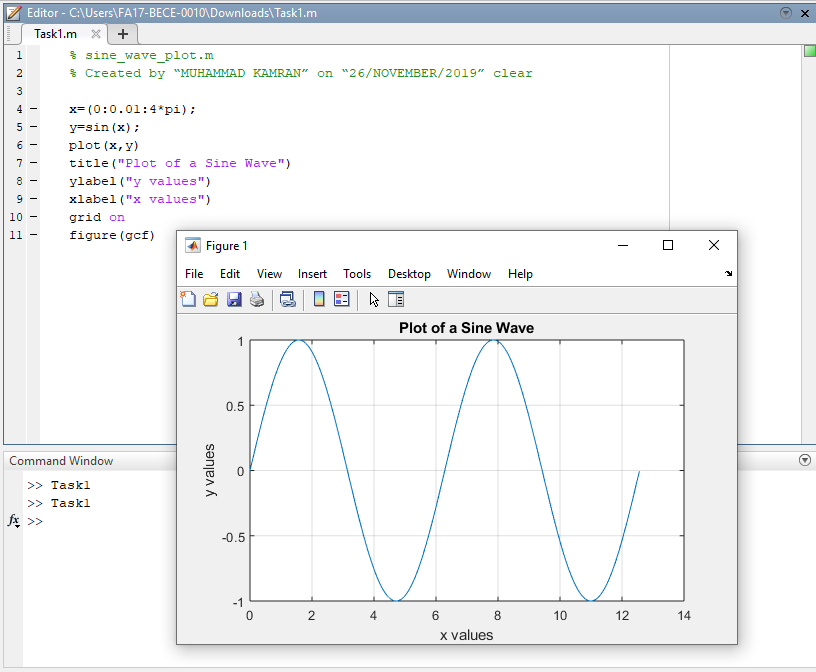 Editor - C:\Users\FA17-BECE-0010\Downloads\Task1.m
Task1.m
1 % sine_wave_plot.m
2 % Created by “MUHAMMAD KAMRAN” on “26/NOVEMBER/2019” clear
3
4 – x=(0:0.01:4*pi);
5 – y=sin(x);
6 – plot(x,y)
7 – title("Plot of a Sine Wave")
8 – ylabel("y values")
9 – xlabel("x values")
10 – grid on
11 – figure(gcf)
Figure 1
File Edit View Insert Tools Desktop Window Help
Plot of a Sine Wave
1
0.5
0
-0.5
-1
y values
0 2 4 6 8 10 12 14
x values
Command Window
>> Task1
>> Task1
fx >>